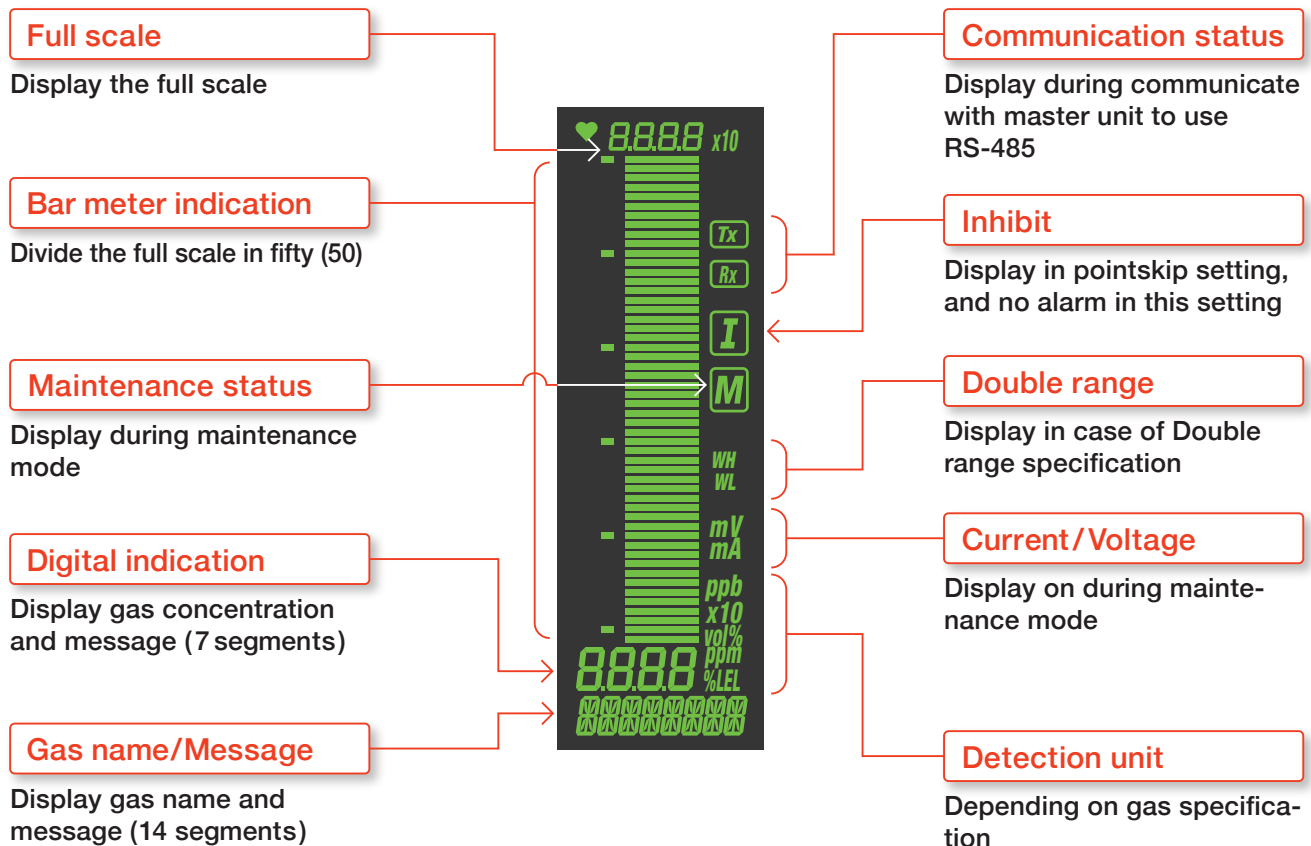 Full scale
Display the full scale
Bar meter indication
Divide the full scale in fifty (50)
Maintenance status
Display during maintenance
mode
Digital indication
Display gas concentration
and message (7 segments)
Gas name/Message
Display gas name and
message (14 segments)
8.8.8.8 x10
Tx
Rx
I
M
WH
WL
mV
mA
ppb
x10
vol%
ppm
8.8.8.8 %LEL
Communication status
Display during communicate
with master unit to use
RS-485
Inhibit
Display in pointskip setting,
and no alarm in this setting
Double range
Display in case of Double
range specification
Current/Voltage
Display on during mainte-
nance mode
Detection unit
Depending on gas specifica-
tion